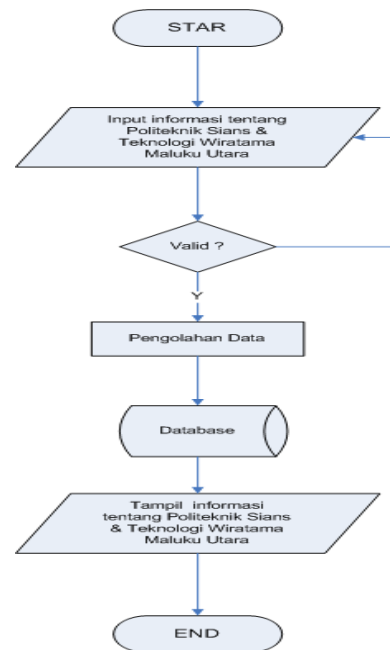 STAR
Input informasi tentang
Politeknik Sians &
Teknologi Wiratama
Maluku Utara
Valid ?
Y
Pengolahan Data
Database
Tampil informasi
tentang Politeknik Sians
& Teknologi Wiratama
Maluku Utara
END